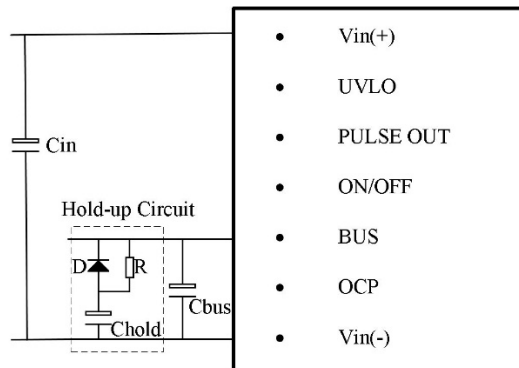 Vin(+)
UVLO
PULSE OUT
Cin
ON/OFF
Hold-up Circuit
BUS
D
R
OCP
Cbus
Chold
Vin(-)